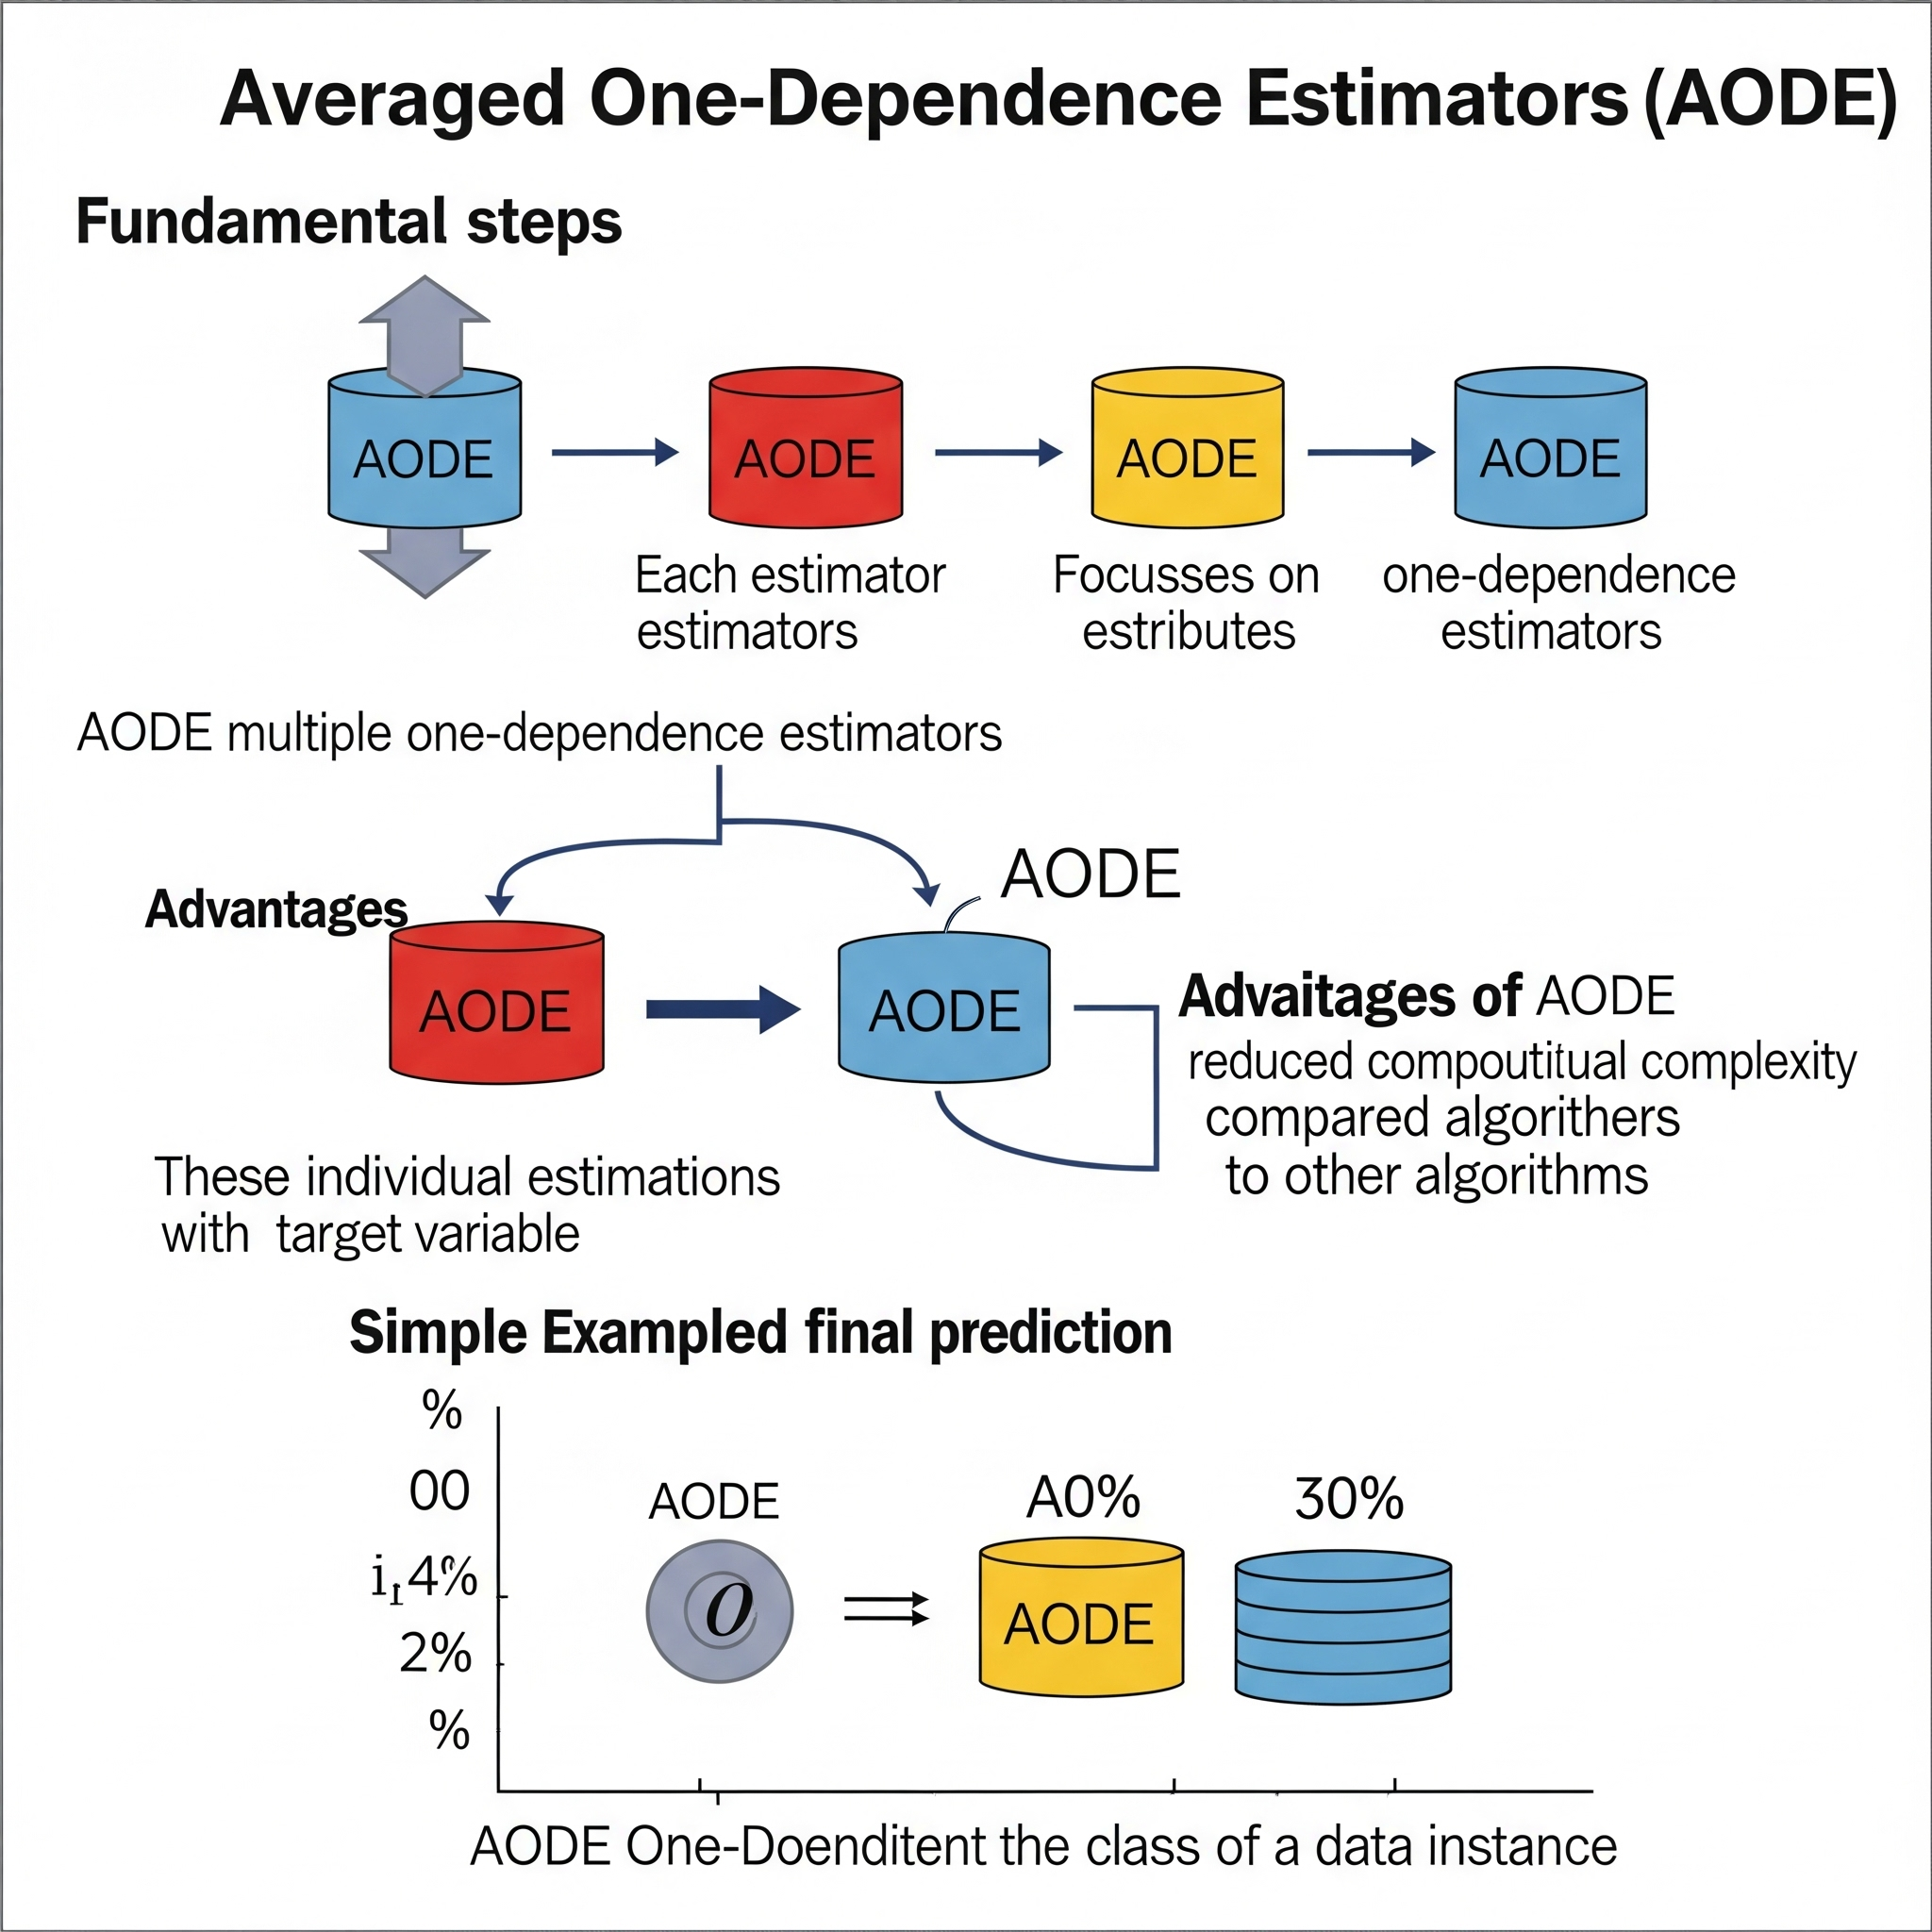 Averaged One-Dependence Estimators (AODE)
Fundamental steps
AODE
AODE
AODE
AODE
Each estimator
estimators
Focusses on
estributes
one-dependence
estimators
AODE multiple one-dependence estimators
AODE
Advantages
AODE
AODE
Advaitages of AODE
reduced compoutitual complexity
compared algorithers
to other algorithms
These individual estimations
with target variable
Simple Exampled final prediction
%
00
4%
2%
%
AODE
O
A0%
AODE
30%
AODE One-Doenditent the class of a data instance